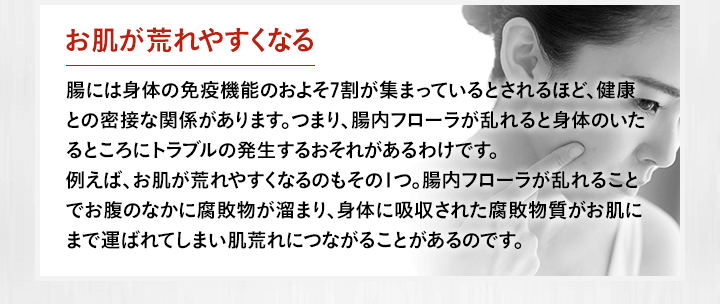 お肌が荒れやすくなる
腸には身体の免疫機能のおよそ7割が集まっているとされるほど、健康
との密接な関係があります。つまり、腸内フローラが乱れると身体のいた
るところにトラブルの発生するおそれがあるわけです。
例えば、お肌が荒れやすくなるのもその1つ。腸内フローラが乱れること
でお腹のなかに腐敗物が溜まり、身体に吸収された腐敗物質がお肌に
まで運ばれてしまい肌荒れにつながることがあるのです。